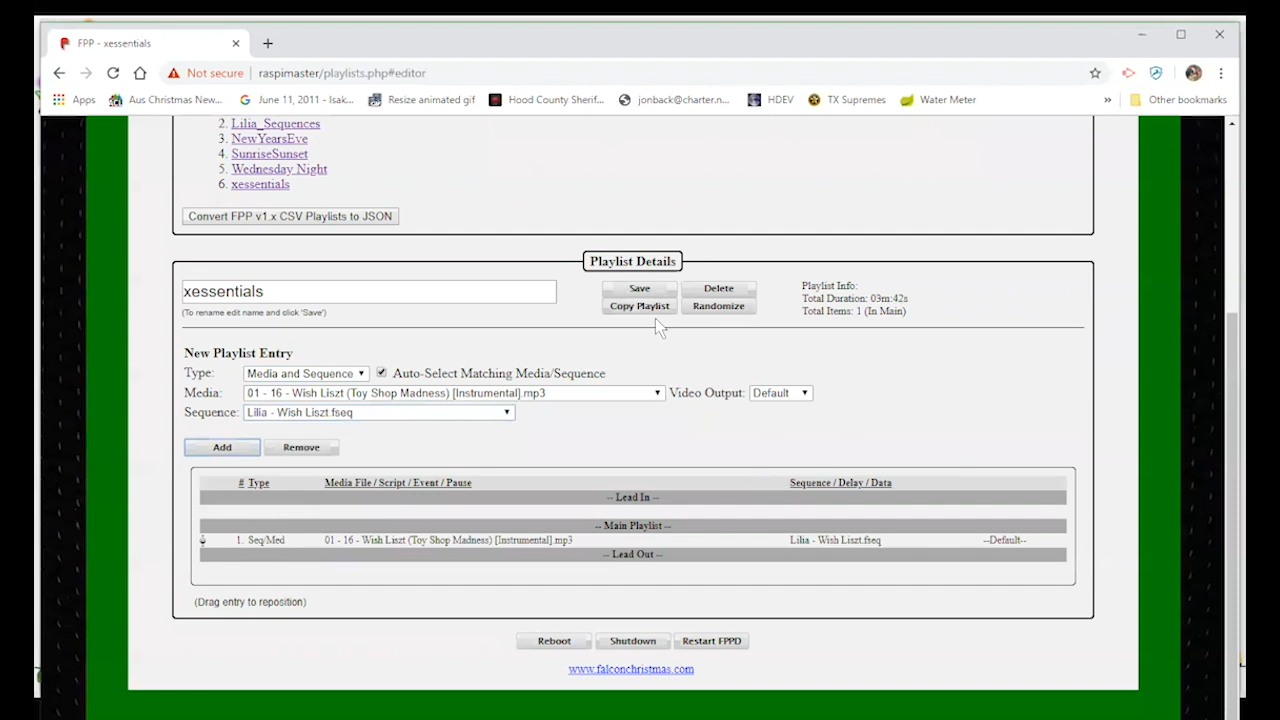 FPP - xessentials
Not secure raspimaster/playlists.php#editor
Apps Aus Christmas New... June 11, 2011 - Isak... Resize animated gif Hood County Sherif... jonback@charter.n... HDEV TX Supremes Water Meter » Other bookmarks
2. Lilia_Sequences
3. NewYearsEve
4. SunriseSunset
5. Wednesday Night
6. xessentials
Convert FPP v1.x CSV Playlists to JSON
Playlist Details
xessentials
(To rename edit name and click 'Save')
Save Delete
Copy Playlist Randomize
Playlist Info:
Total Duration: 03m:42s
Total Items: 1 (In Main)
New Playlist Entry
Type: Media and Sequence Auto-Select Matching Media/Sequence
Media: 01 - 16 - Wish Liszt (Toy Shop Madness) [Instrumental].mp3 Video Output: Default
Sequence: Lilia - Wish Liszt.fseq
Add Remove
# Type Media File / Script / Event / Pause Sequence / Delay / Data
-- Lead In --
-- Main Playlist --
1. Seq/Med 01 - 16 - Wish Liszt (Toy Shop Madness) [Instrumental].mp3 Lilia - Wish Liszt.fseq --Default--
-- Lead Out --
(Drag entry to reposition)
Reboot Shutdown Restart FPPD
www.falconchristmas.com